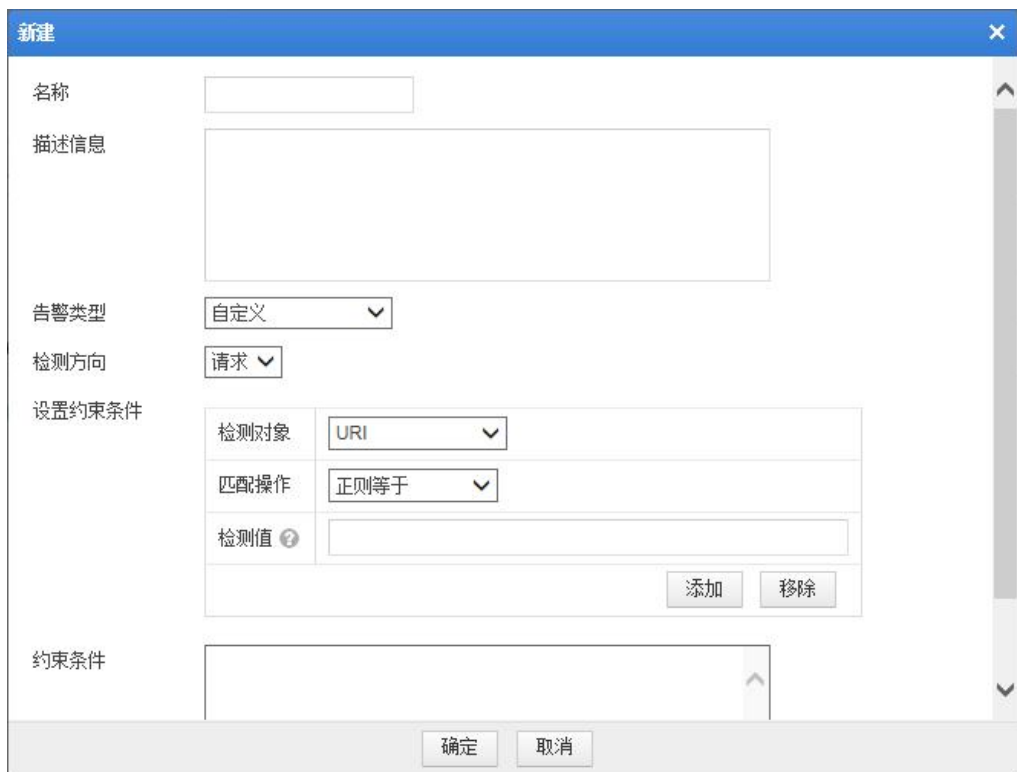 新建
名称
描述信息
告警类型 自定义
检测方向 请求
设置约束条件
检测对象 URI
匹配操作 正则等于
检测值
添加 移除
约束条件
确定 取消